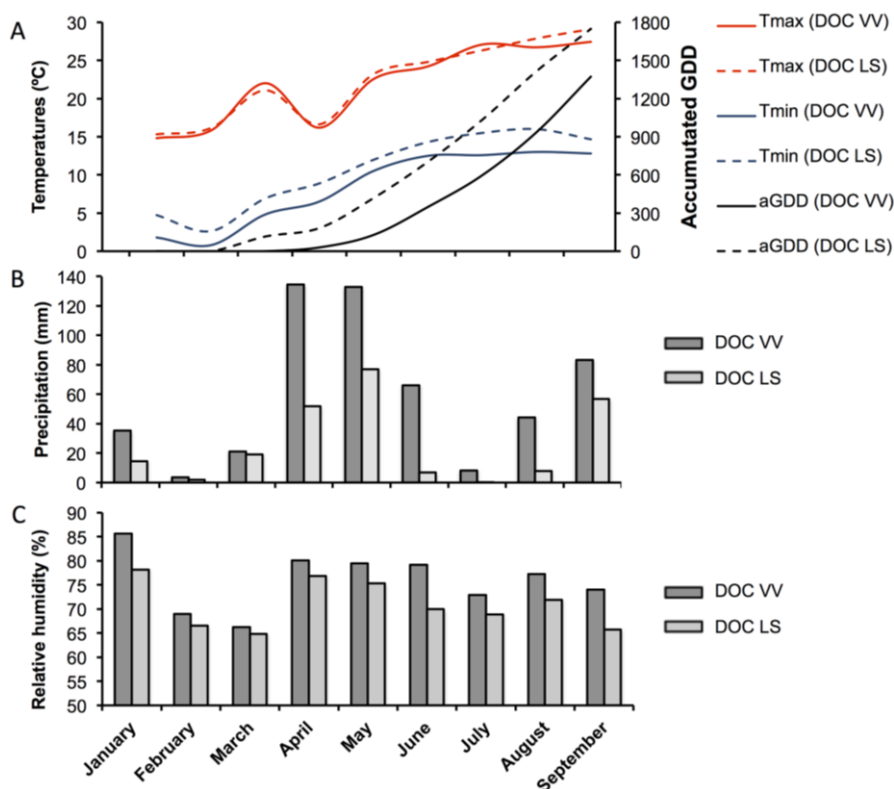 A
Temperatures (ºC)
30
25
20
15
10
5
0
1800
1500
1200
900
600
300
0
Accumutated GDD
Tmax (DOC VV)
Tmax (DOC LS)
Tmin (DOC VV)
Tmin (DOC LS)
aGDD (DOC VV)
aGDD (DOC LS)
B
Precipitation (mm)
140
120
100
80
60
40
20
0
DOC VV
DOC LS
C
Relative humidity (%)
90
85
80
75
70
65
60
55
50
DOC VV
DOC LS
January
February
March
April
May
June
July
August
September